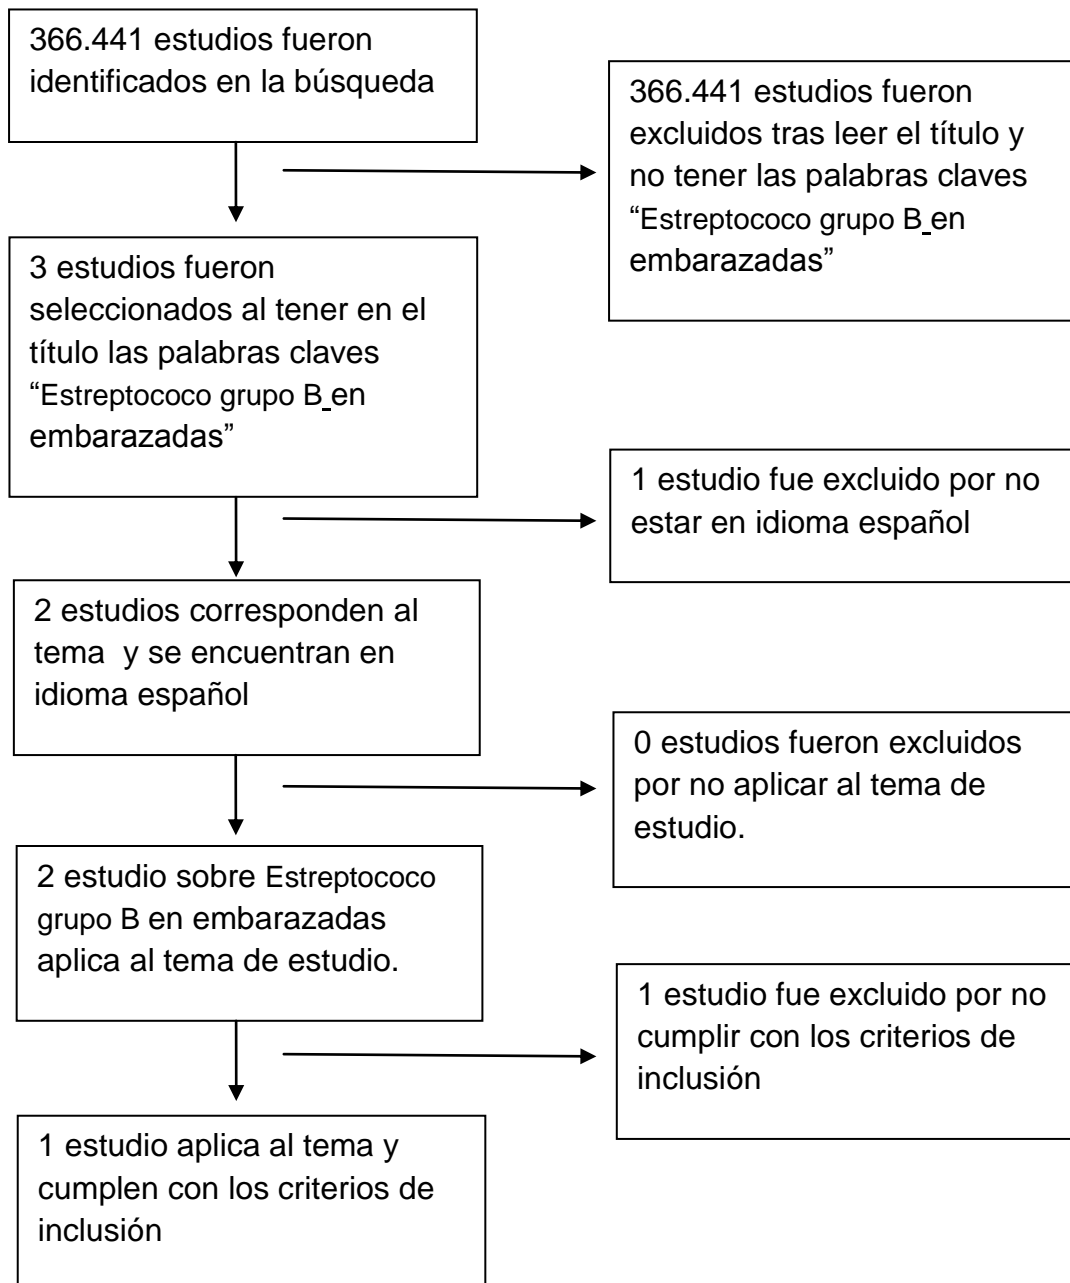 366.441 estudios fueron
identificados en la búsqueda
366.441 estudios fueron
excluidos tras leer el título y
no tener las palabras claves
“Estreptococo grupo B en
embarazadas”
3 estudios fueron
seleccionados al tener en el
título las palabras claves
“Estreptococo grupo B en
embarazadas”
1 estudio fue excluido por no
estar en idioma español
2 estudios corresponden al
tema y se encuentran en
idioma español
0 estudios fueron excluidos
por no aplicar al tema de
estudio.
2 estudio sobre Estreptococo
grupo B en embarazadas
aplica al tema de estudio.
1 estudio fue excluido por no
cumplir con los criterios de
inclusión
1 estudio aplica al tema y
cumplen con los criterios de
inclusión